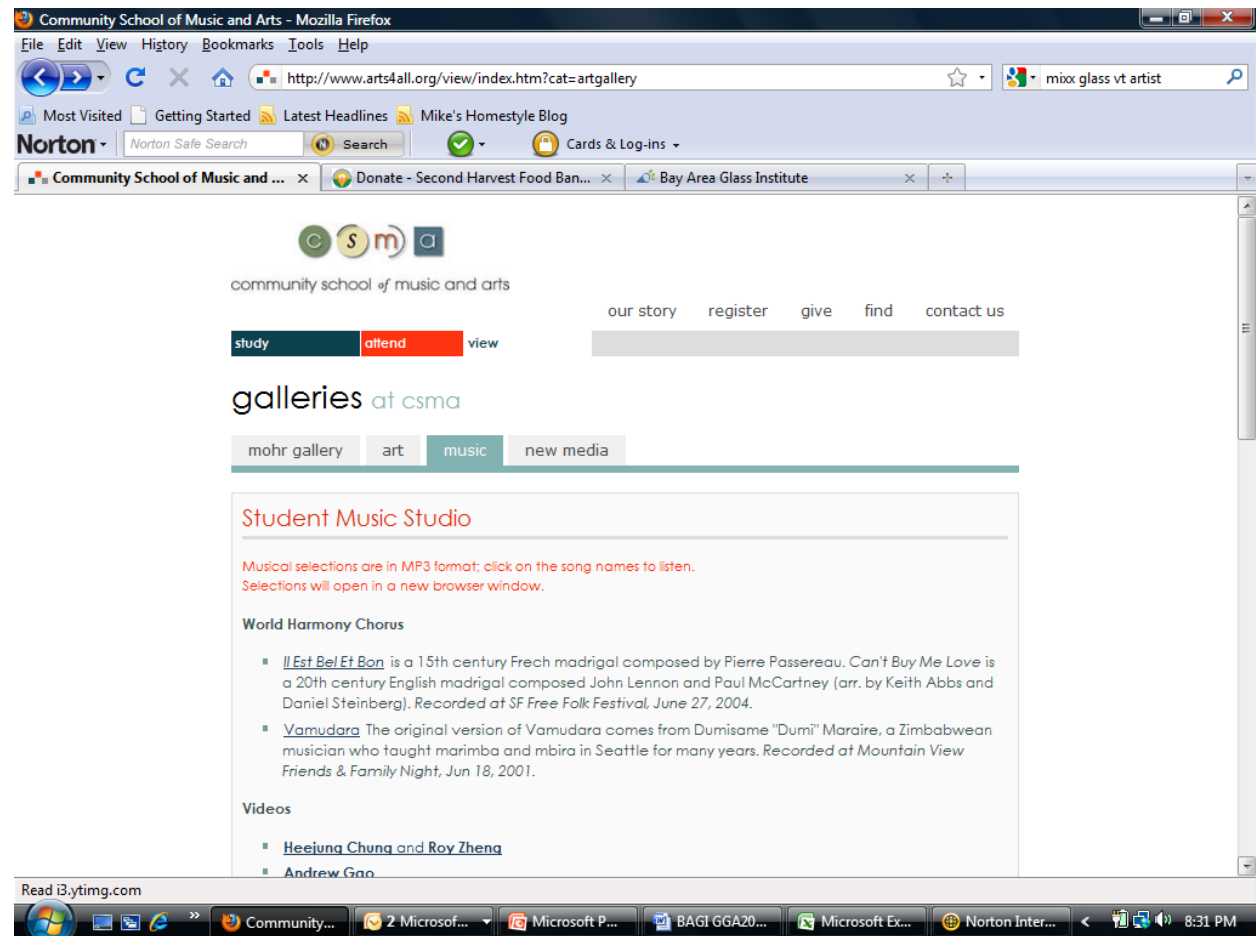 Community School of Music and Arts - Mozilla Firefox
File Edit View History Bookmarks Tools Help
http://www.arts4all.org/view/index.htm?cat=artgallery mixx glass vt artist
Most Visited Getting Started Latest Headlines Mike's Homestyle Blog
Norton Norton Safe Search Search Cards & Log-ins
Community School of Music and ... Donate - Second Harvest Food Ban... Bay Area Glass Institute
c s m a
community school of music and arts
our story register give find contact us
study attend view
galleries at csma
mohr gallery art music new media
Student Music Studio
Musical selections are in MP3 format; click on the song names to listen.
Selections will open in a new browser window.
World Harmony Chorus
Il Est Bel Et Bon is a 15th century Frech madrigal composed by Pierre Passereau. Can't Buy Me Love is
a 20th century English madrigal composed John Lennon and Paul McCartney (arr. by Keith Abbs and
Daniel Steinberg). Recorded at SF Free Folk Festival, June 27, 2004.
Vamudara The original version of Vamudara comes from Dumisame "Dumi" Maraire, a Zimbabwean
musician who taught marimba and mbira in Seattle for many years. Recorded at Mountain View
Friends & Family Night, Jun 18, 2001.
Videos
Heejung Chung and Roy Zheng
Andrew Gao
Read i3.ytimg.com
Community... 2 Microsof... Microsoft P... BAGI GGA20... Microsoft Ex... Norton Inter... 8:31 PM